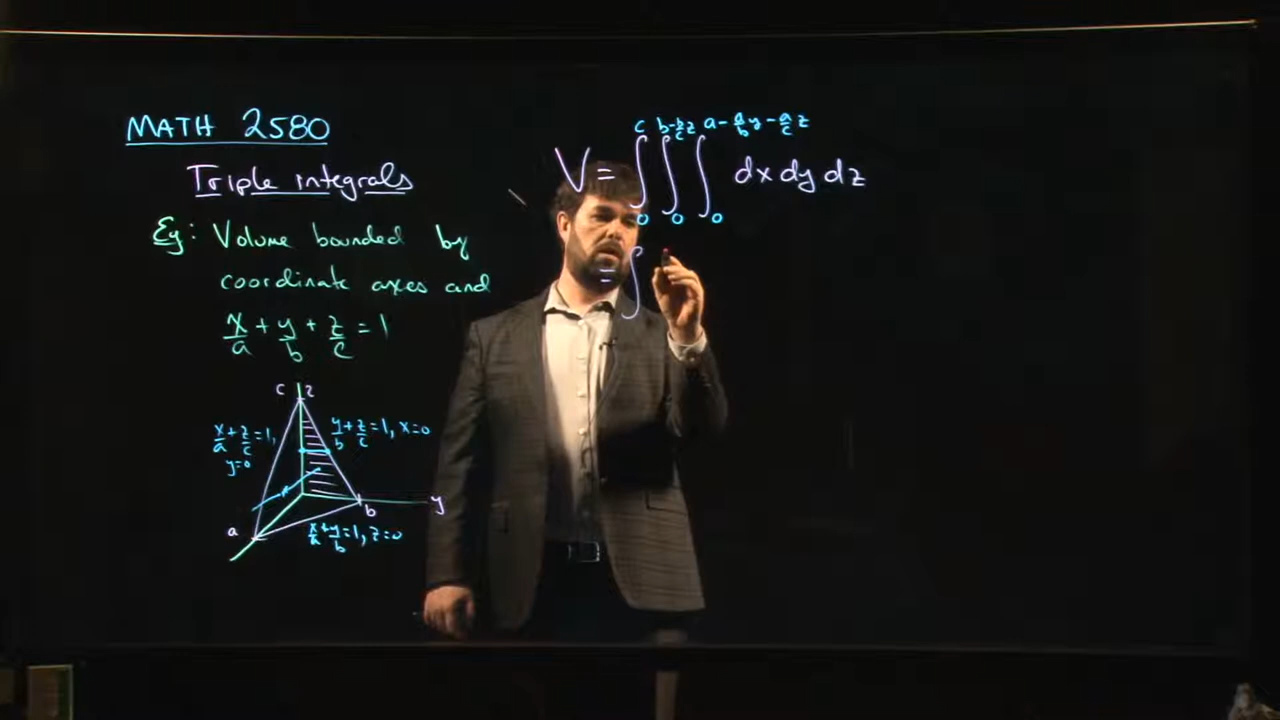 MATH 2580
Triple integrals
Eg: Volume bounded by
coordinate axes and
x/a + y/b + z/c = 1
c z
x/a + z/c = 1,
y=0
y/b + z/c = 1, x=0
y
b
a
x/a + y/b = 1, z=0
V = ∫₀^c ∫₀^(b - b/c z) ∫₀^(a - a/b y - a/c z) dx dy dz
= ∫